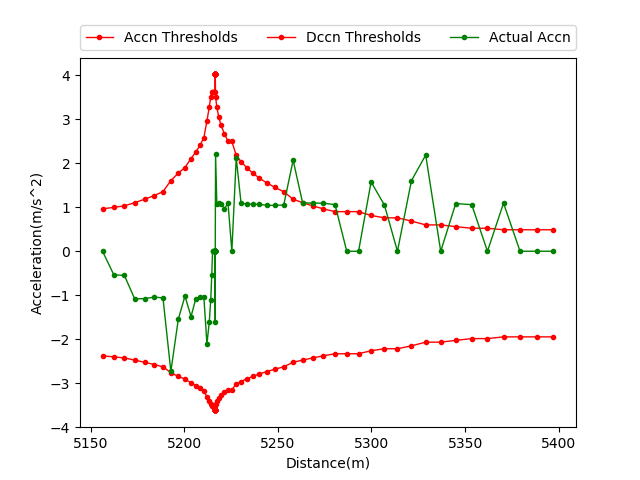 Accn Thresholds Dccn Thresholds Actual Accn
Acceleration(m/s^2)
4
3
2
1
0
−1
−2
−3
−4
5150 5200 5250 5300 5350 5400
Distance(m)